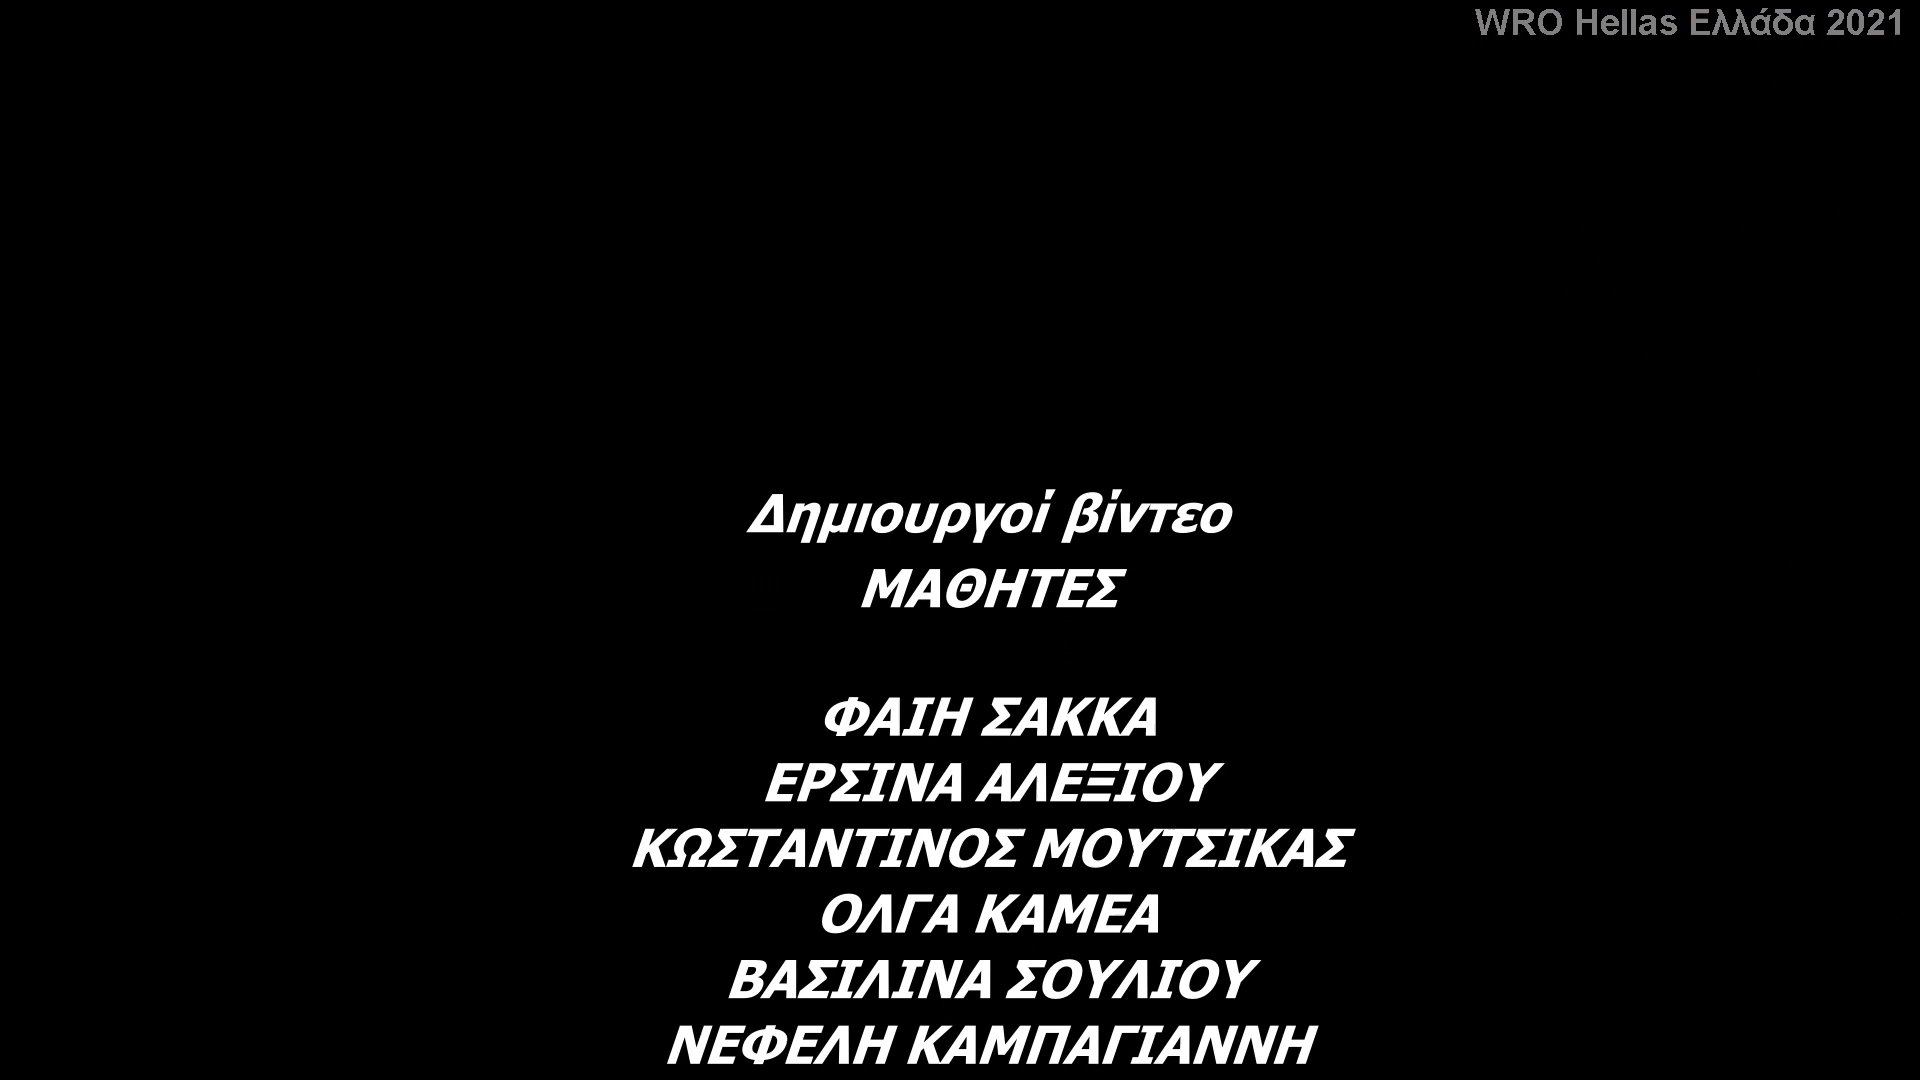 WRO Hellas Ελλάδα 2021
Δημιουργοί βίντεο
ΜΑΘΗΤΕΣ
ΦΑΙΗ ΣΑΚΚΑ
ΕΡΣΙΝΑ ΑΛΕΞΙΟΥ
ΚΩΣΤΑΝΤΙΝΟΣ ΜΟΥΤΣΙΚΑΣ
ΟΛΓΑ ΚΑΜΕΑ
ΒΑΣΙΛΙΝΑ ΣΟΥΛΙΟΥ
ΝΕΦΕΛΗ ΚΑΜΠΑΓΙΑΝΝΗ